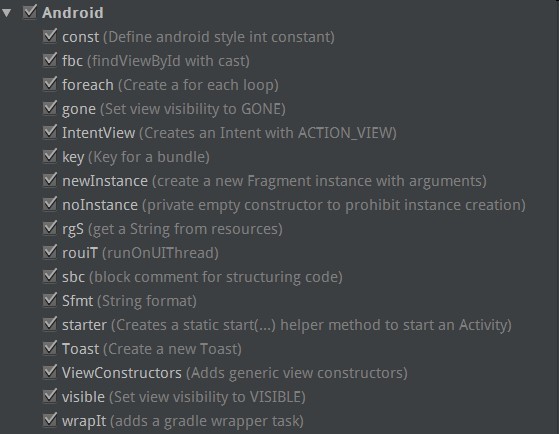 Android
const (Define android style int constant)
fbc (findViewById with cast)
foreach (Create a for each loop)
gone (Set view visibility to GONE)
IntentView (Creates an Intent with ACTION_VIEW)
key (Key for a bundle)
newInstance (create a new Fragment instance with arguments)
noInstance (private empty constructor to prohibit instance creation)
rgS (get a String from resources)
rouiT (runOnUIThread)
sbc (block comment for structuring code)
Sfmt (String format)
starter (Creates a static start(...) helper method to start an Activity)
Toast (Create a new Toast)
ViewConstructors (Adds generic view constructors)
visible (Set view visibility to VISIBLE)
wrapIt (adds a gradle wrapper task)